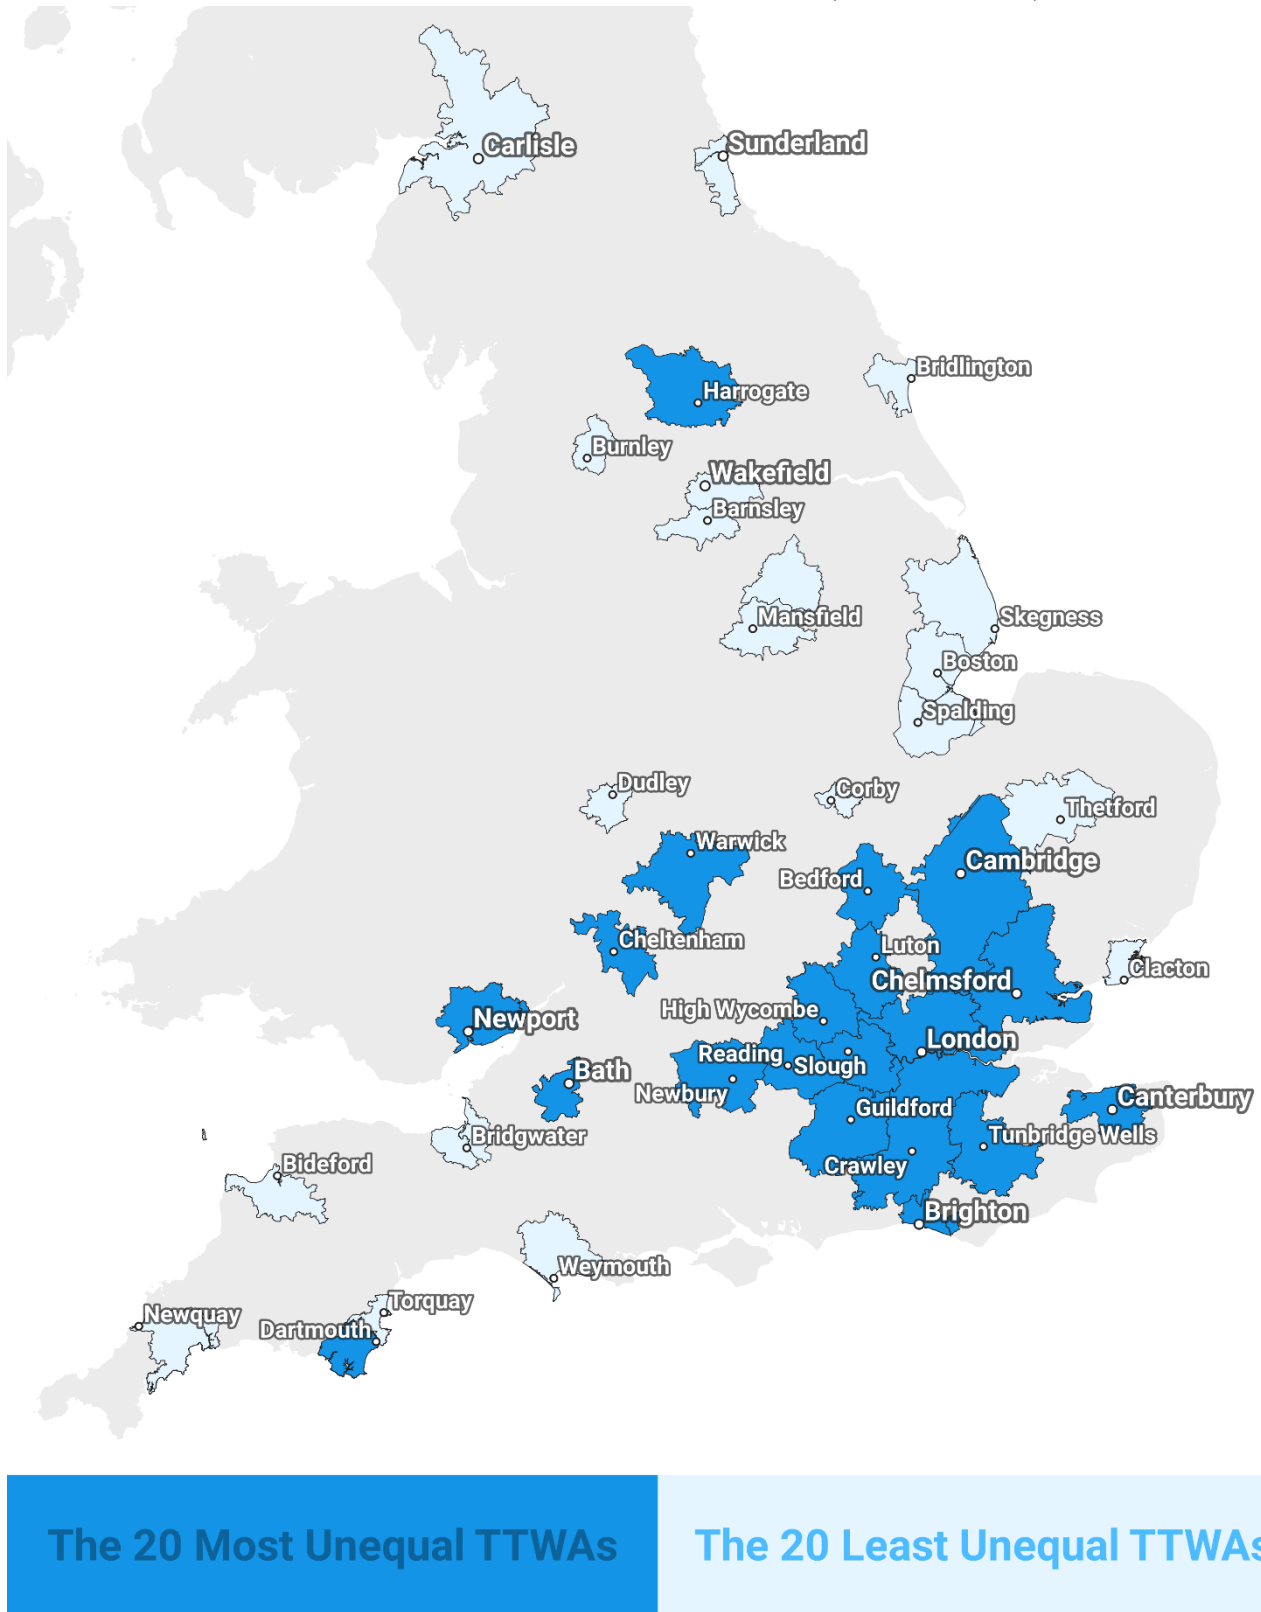 Carlisle
Sunderland
Bridlington
Harrogate
Burnley
Wakefield
Barnsley
Mansfield
Skegness
Boston
Spalding
Dudley
Corby
Thetford
Warwick
Cambridge
Bedford
Cheltenham
Luton
Clacton
Chelmsford
High Wycombe
Newport
London
Reading
Slough
Bath
Newbury
Canterbury
Guildford
Bridgwater
Tunbridge Wells
Bideford
Crawley
Brighton
Weymouth
Torquay
Newquay
Dartmouth
The 20 Most Unequal TTWAs
The 20 Least Unequal TTWAs